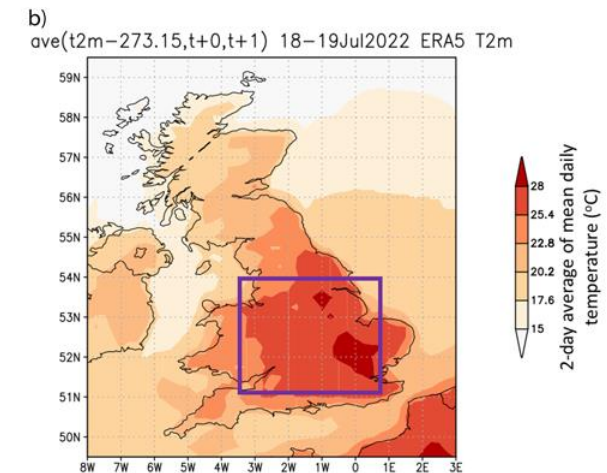 b)
ave(t2m−273.15,t+0,t+1) 18−19Jul2022 ERA5 T2m
59N
58N
57N
56N
55N
54N
53N
52N
51N
50N
8W 7W 6W 5W 4W 3W 2W 1W 0 1E 2E 3E
28
25.4
22.8
20.2
17.6
15
2-day average of mean daily
temperature (°C)